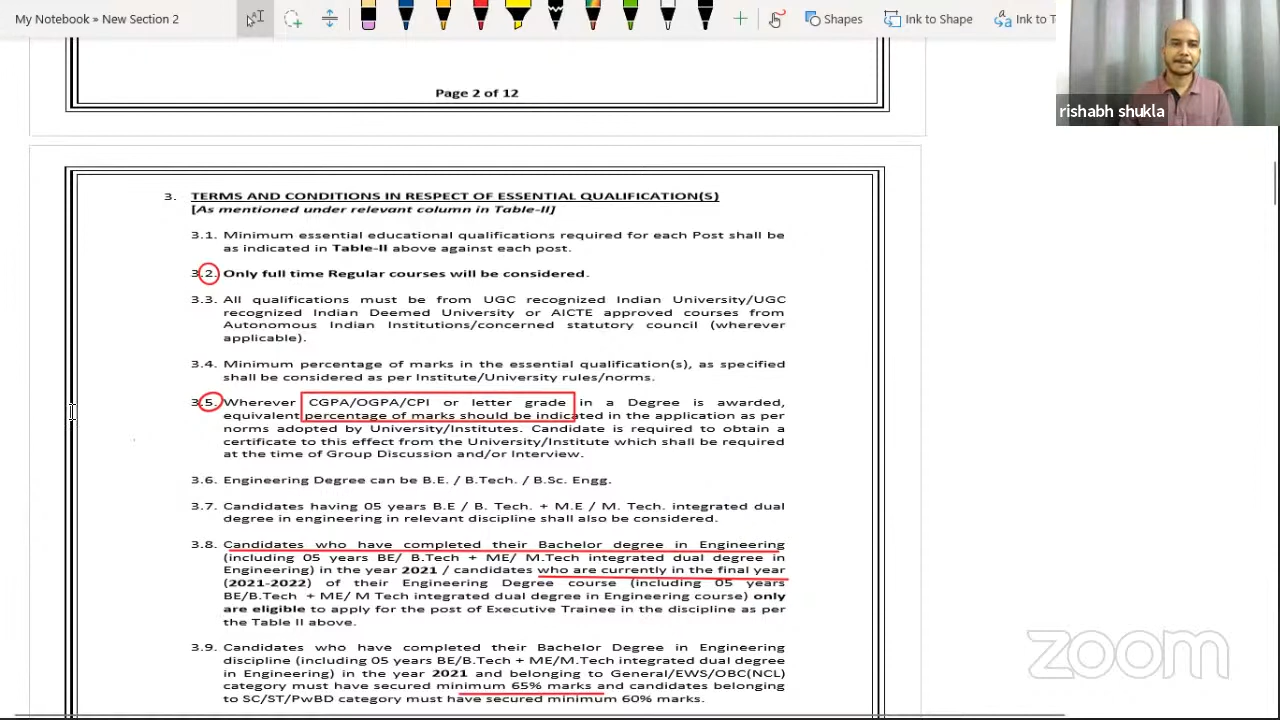 My Notebook » New Section 2
Shapes
Ink to Shape
Ink to T
rishabh shukla
Page 2 of 12
3. TERMS AND CONDITIONS IN RESPECT OF ESSENTIAL QUALIFICATION(S)
[As mentioned under relevant column in Table-II]
3.1. Minimum essential educational qualifications required for each Post shall be
as indicated in Table-II above against each post.
3.2. Only full time Regular courses will be considered.
3.3. All qualifications must be from UGC recognized Indian University/UGC
recognized Indian Deemed University or AICTE approved courses from
Autonomous Indian Institutions/concerned statutory council (wherever
applicable).
3.4. Minimum percentage of marks in the essential qualification(s), as specified
shall be considered as per Institute/University rules/norms.
3.5. Wherever CGPA/OGPA/CPI or letter grade in a Degree is awarded,
equivalent percentage of marks should be indicated in the application as per
norms adopted by University/Institutes. Candidate is required to obtain a
certificate to this effect from the University/Institute which shall be required
at the time of Group Discussion and/or Interview.
3.6. Engineering Degree can be B.E. / B.Tech. / B.Sc. Engg.
3.7. Candidates having 05 years B.E / B. Tech. + M.E / M. Tech. integrated dual
degree in engineering in relevant discipline shall also be considered.
3.8. Candidates who have completed their Bachelor degree in Engineering
(including 05 years BE/ B.Tech + ME/ M.Tech integrated dual degree in
Engineering) in the year 2021 / candidates who are currently in the final year
(2021-2022) of their Engineering Degree course (including 05 years
BE/B.Tech + ME/ M Tech integrated dual degree in Engineering course) only
are eligible to apply for the post of Executive Trainee in the discipline as per
the Table II above.
3.9. Candidates who have completed their Bachelor Degree in Engineering
discipline (including 05 years BE/B.Tech + ME/M.Tech integrated dual degree
in Engineering) in the year 2021 and belonging to General/EWS/OBC(NCL)
category must have secured minimum 65% marks and candidates belonging
to SC/ST/PwBD category must have secured minimum 60% marks.
zoom